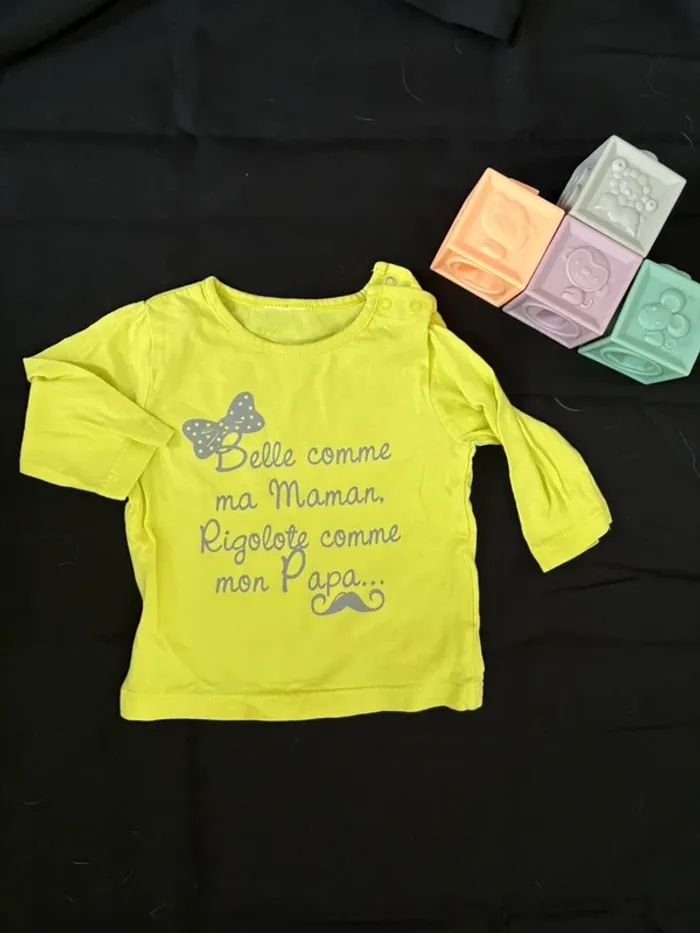 Belle comme
ma Maman,
Rigolote comme
mon Papa...